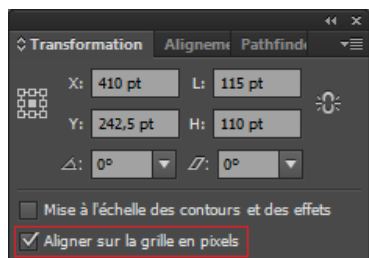 Transformation Aligneme Pathfinde
X: 410 pt L: 115 pt
Y: 242,5 pt H: 110 pt
0° 0°
Mise à l'échelle des contours et des effets
Aligner sur la grille en pixels